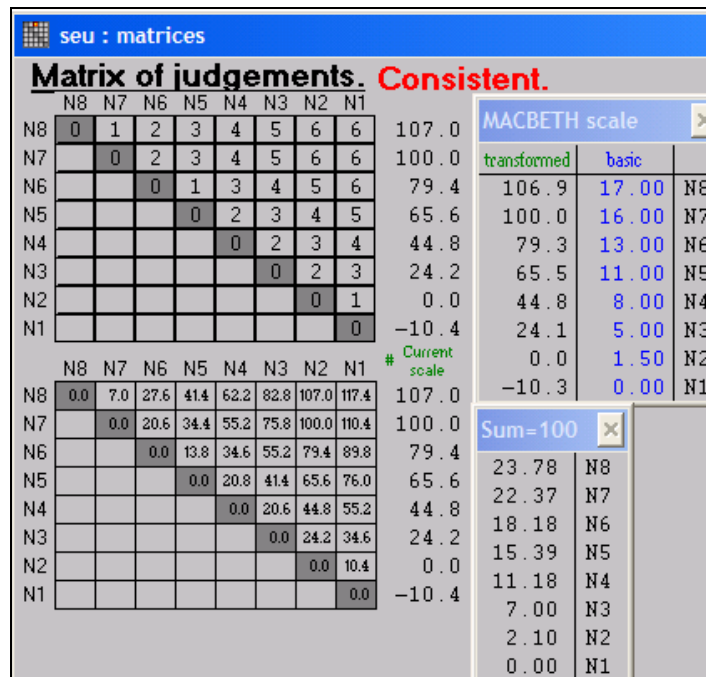 seu : matrices
Matrix of judgements. Consistent.
N8 N7 N6 N5 N4 N3 N2 N1
N8 0 1 2 3 4 5 6 6 107.0
N7 0 2 3 4 5 6 6 100.0
N6 0 1 3 4 5 6 79.4
N5 0 2 3 4 5 65.6
N4 0 2 3 4 44.8
N3 0 2 3 24.2
N2 0 1 0.0
N1 0 -10.4
MACBETH scale
transformed basic
106.9 17.00 N8
100.0 16.00 N7
79.3 13.00 N6
65.5 11.00 N5
44.8 8.00 N4
24.1 5.00 N3
0.0 1.50 N2
-10.3 0.00 N1
N8 N7 N6 N5 N4 N3 N2 N1 # Current scale
N8 0.0 7.0 27.6 41.4 62.2 82.8 107.0 117.4 107.0
N7 0.0 20.6 34.4 55.2 75.8 100.0 110.4 100.0
N6 0.0 13.8 34.6 55.2 79.4 89.8 79.4
N5 0.0 20.8 41.4 65.6 76.0 65.6
N4 0.0 20.6 44.8 55.2 44.8
N3 0.0 24.2 34.6 24.2
N2 0.0 10.4 0.0
N1 0.0 -10.4
Sum=100
23.78 N8
22.37 N7
18.18 N6
15.39 N5
11.18 N4
7.00 N3
2.10 N2
0.00 N1